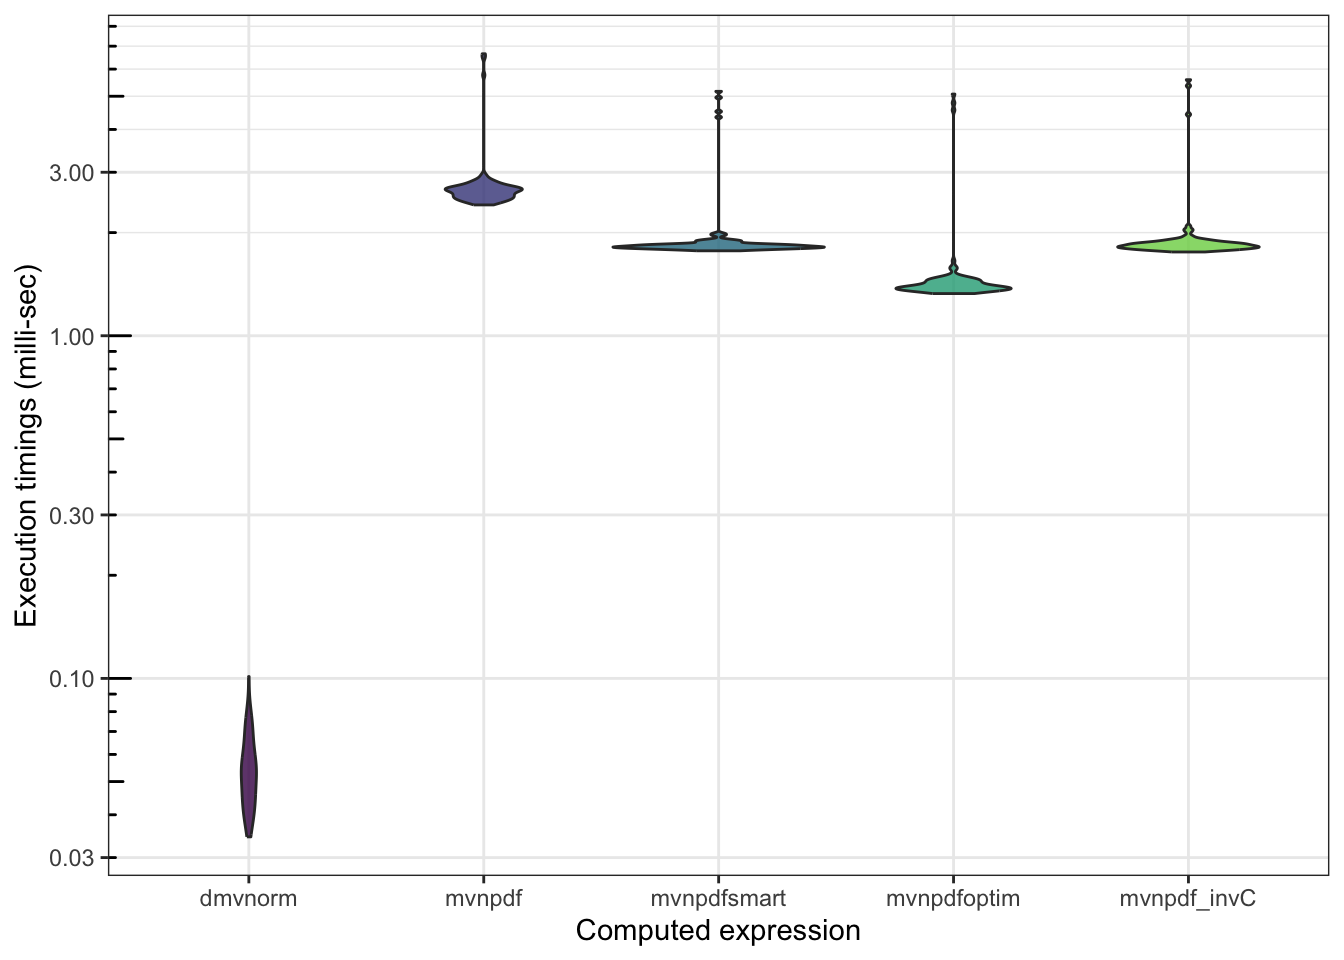 Execution timings (milli-sec)
3.00
1.00
0.30
0.10
0.03
dmvnorm
mvnpdf
mvnpdfsmart
mvnpdfoptim
mvnpdf_invC
Computed expression